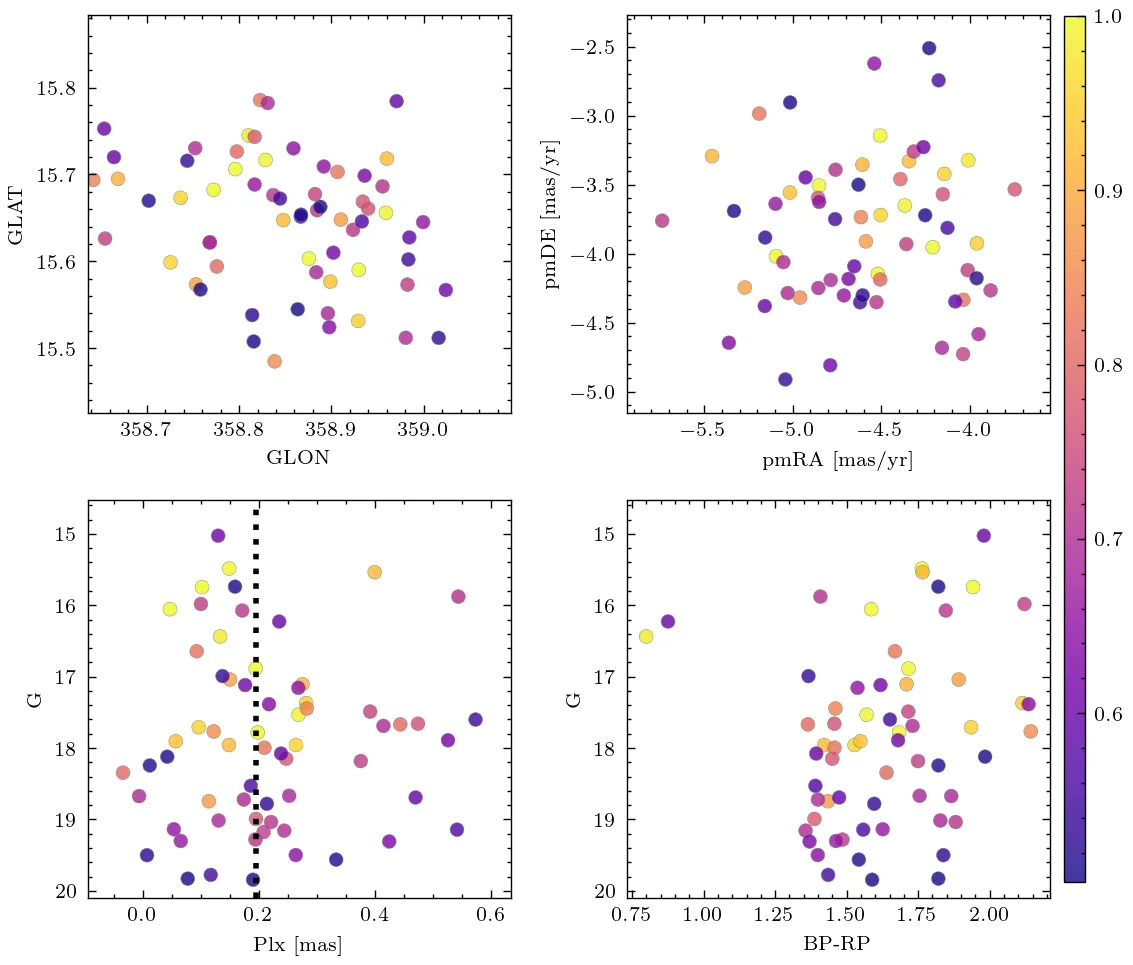 15.8
15.7
15.6
15.5
GLAT
358.7 358.8 358.9 359.0
GLON
−2.5
−3.0
−3.5
−4.0
−4.5
−5.0
pmDE [mas/yr]
−5.5 −5.0 −4.5 −4.0
pmRA [mas/yr]
1.0
0.9
0.8
0.7
0.6
15
16
17
18
19
20
G
0.0 0.2 0.4 0.6
Plx [mas]
15
16
17
18
19
20
G
0.75 1.00 1.25 1.50 1.75 2.00
BP-RP